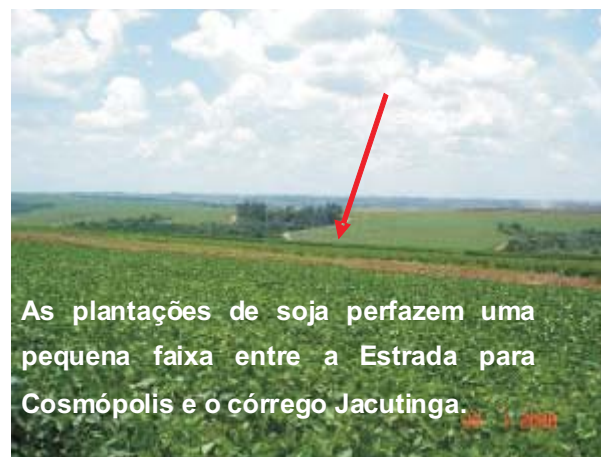 As plantações de soja perfazem uma
pequena faixa entre a Estrada para
Cosmópolis e o córrego Jacutinga.